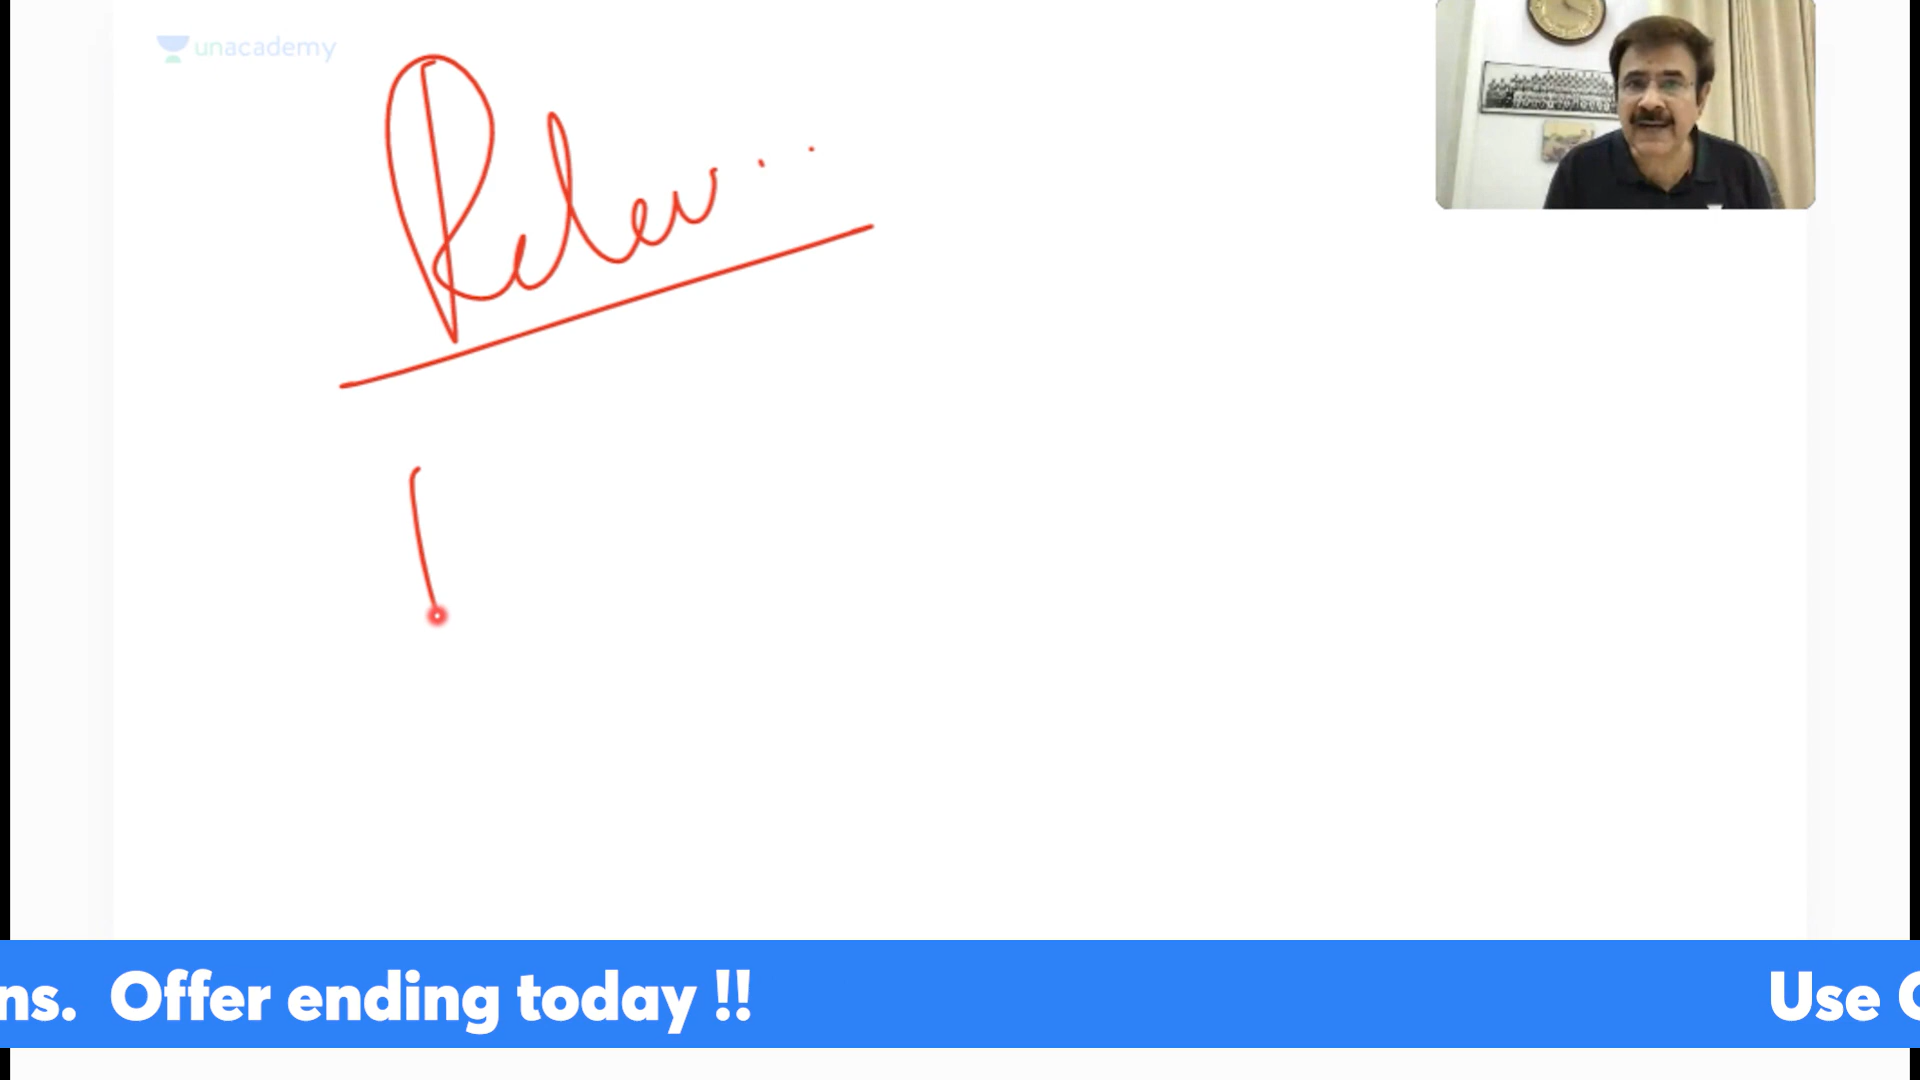 unacademy
Relev..
ns. Offer ending today !!
Use